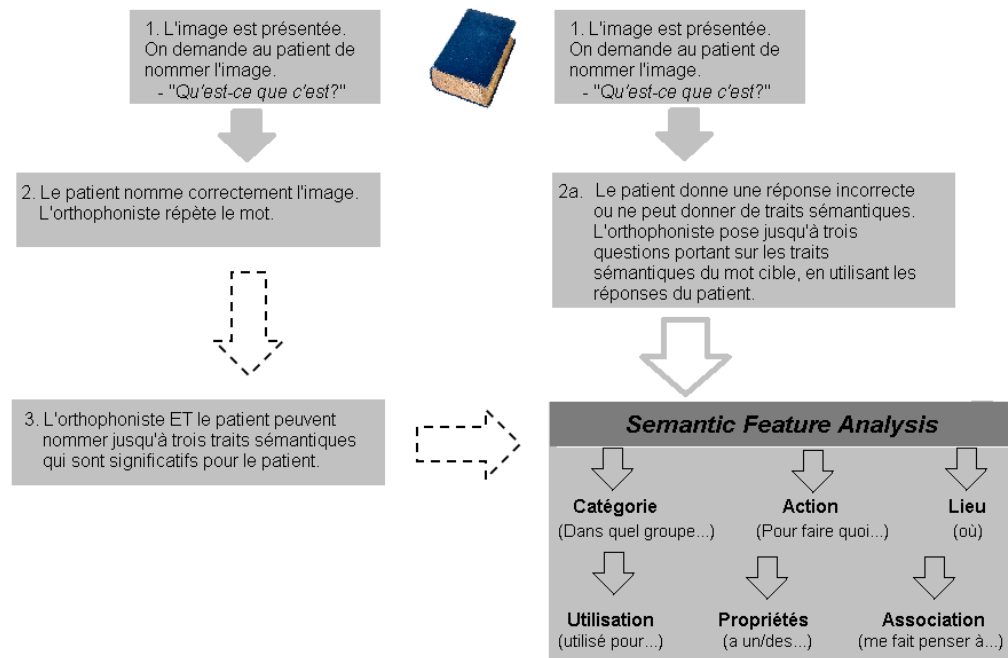 1. L'image est présentée.
On demande au patient de
nommer l'image.
- "Qu'est-ce que c'est?"
2. Le patient nomme correctement l'image.
L'orthophoniste répète le mot.
3. L'orthophoniste ET le patient peuvent
nommer jusqu'à trois traits sémantiques
qui sont significatifs pour le patient.
1. L'image est présentée.
On demande au patient de
nommer l'image.
- "Qu'est-ce que c'est?"
2a. Le patient donne une réponse incorrecte
ou ne peut donner de traits sémantiques.
L'orthophoniste pose jusqu'à trois
questions portant sur les traits
sémantiques du mot cible, en utilisant les
réponses du patient.
Semantic Feature Analysis
Catégorie Action Lieu
(Dans quel groupe...) (Pour faire quoi...) (où)
Utilisation Propriétés Association
(utilisé pour...) (a un/des...) (me fait penser à...)